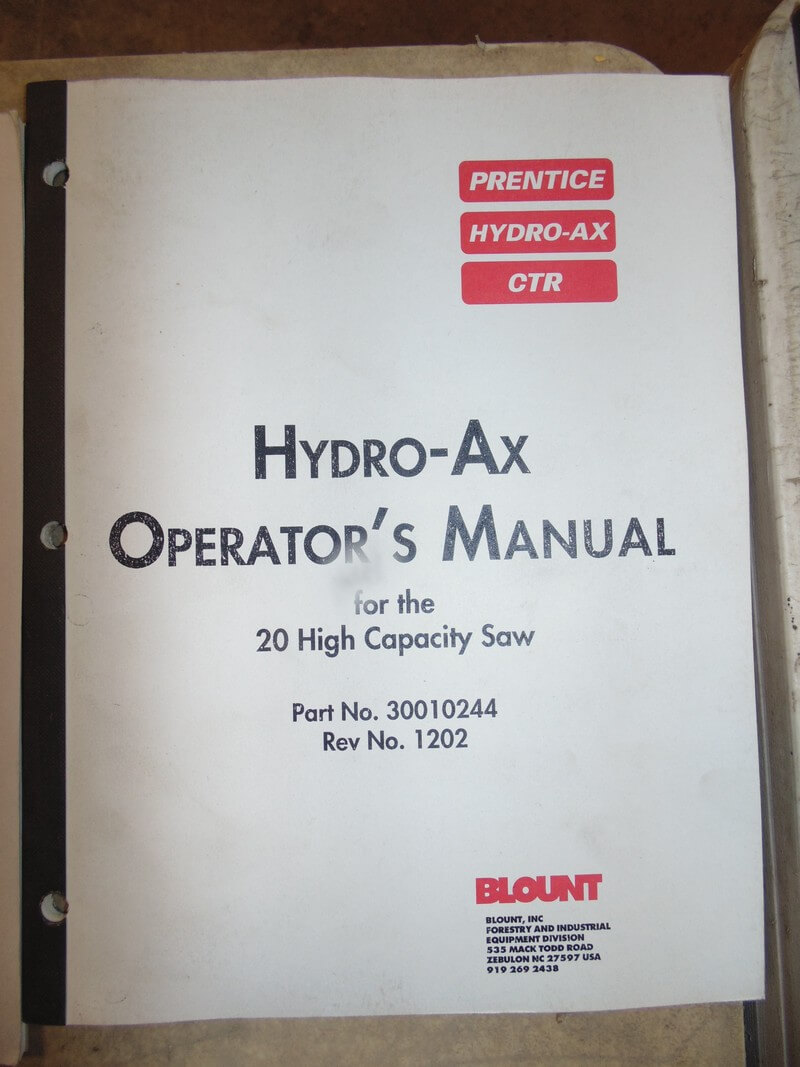 PRENTICE
HYDRO-AX
CTR
HYDRO-AX
OPERATOR'S MANUAL
for the
20 High Capacity Saw
Part No. 30010244
Rev No. 1202
BLOUNT
BLOUNT, INC
FORESTRY AND INDUSTRIAL
EQUIPMENT DIVISION
535 MACK TODD ROAD
ZEBULON NC 27597 USA
919 269 2438